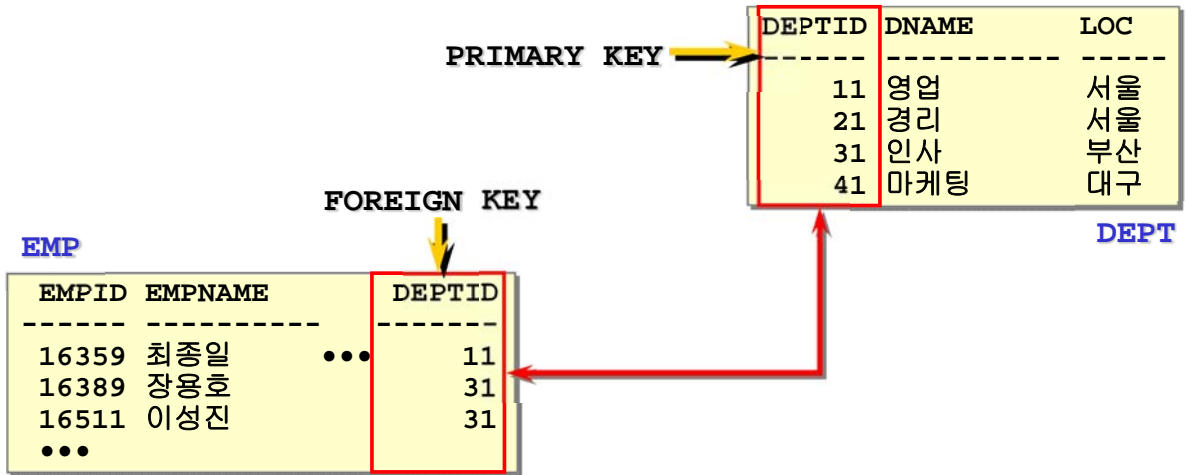 DEPTID DNAME LOC
------ ---------- -----
11 영업 서울
21 경리 서울
31 인사 부산
41 마케팅 대구
PRIMARY KEY
DEPT
FOREIGN KEY
EMP
EMPID EMPNAME DEPTID
------ ---------- -------
16359 최종일 ●●● 11
16389 장용호 31
16511 이성진 31
●●●